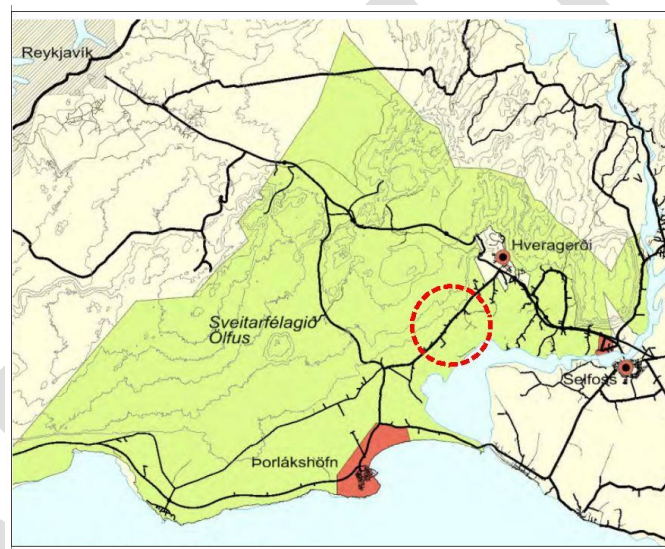 Reykjavík
Hveragerði
Sveitarfélagið
Ölfus
Selfoss
Þorlákshöfn